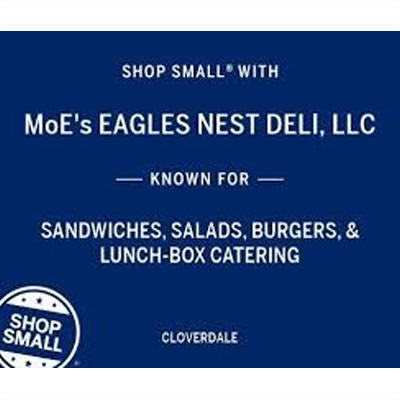 SHOP SMALL® WITH
MoE's EAGLES NEST DELI, LLC
KNOWN FOR
SANDWICHES, SALADS, BURGERS, &
LUNCH-BOX CATERING
SHOP
SMALL
CLOVERDALE